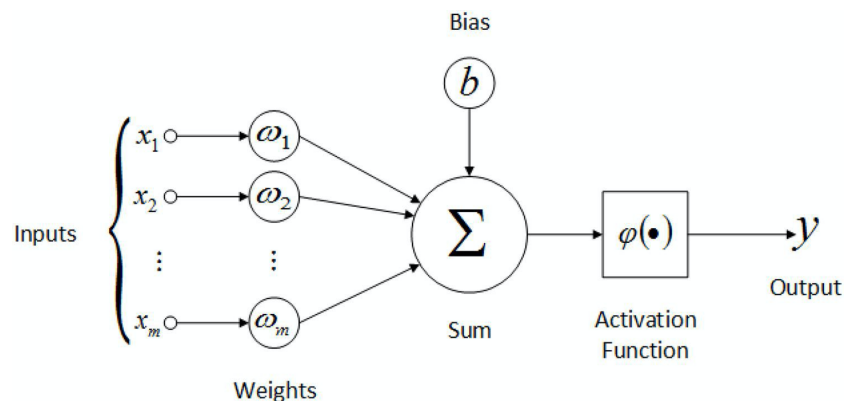 Bias
b
x₁ ω₁
x₂ ω₂
Inputs
⋮ ⋮
Σ
φ(•)
y
xₘ ωₘ
Sum
Activation
Function
Output
Weights